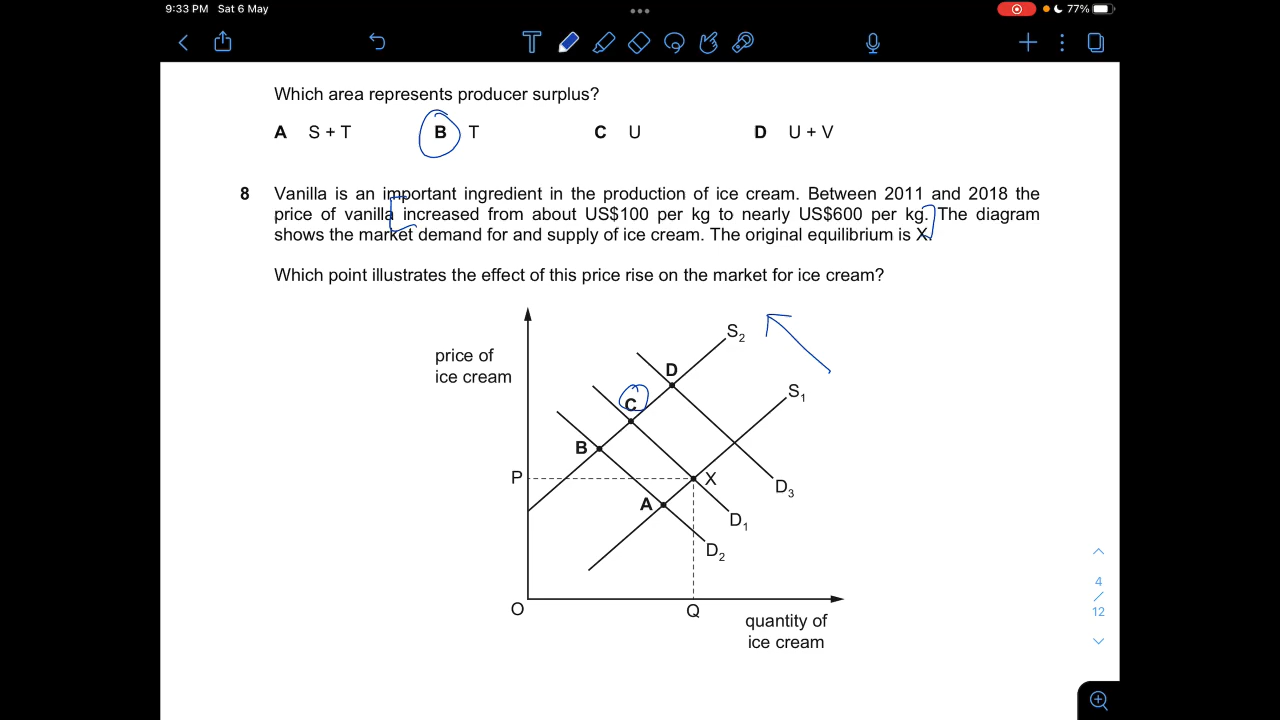 9:33 PM Sat 6 May
77%
Which area represents producer surplus?
A S + T B T C U D U + V
8 Vanilla is an important ingredient in the production of ice cream. Between 2011 and 2018 the
price of vanilla increased from about US$100 per kg to nearly US$600 per kg. The diagram
shows the market demand for and supply of ice cream. The original equilibrium is X.
Which point illustrates the effect of this price rise on the market for ice cream?
price of
ice cream
S2
D
S1
C
B
P
X
D3
A
D1
D2
O
Q
quantity of
ice cream
4
/
12